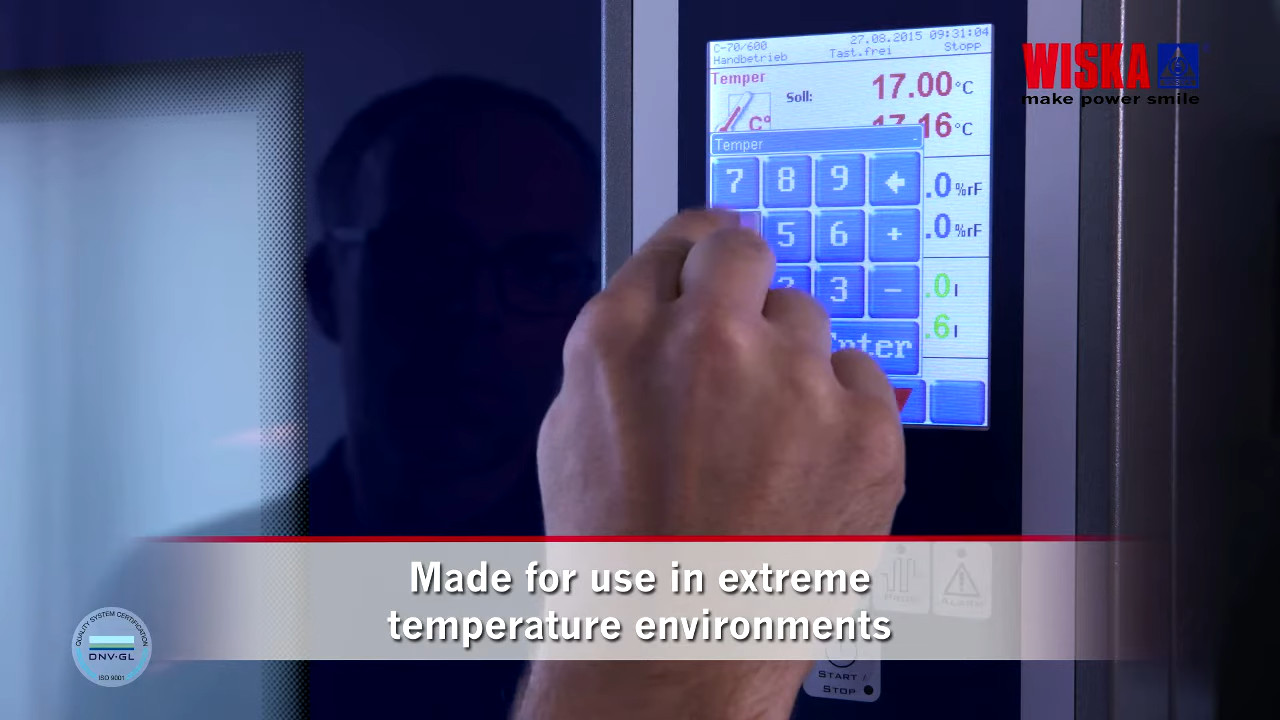 C-70/600 27.08.2015 09:31:04
Handbetrieb Tast.frei Stopp
Temper
Soll: 17.00 °C
C° 17.16 °C
Temper -
7 8 9 .0 %rF
5 6 + .0 %rF
3 - .0 l
Enter .6 l
WISKA
make power smile
Made for use in extreme
temperature environments
QUALITY SYSTEM CERTIFICATION
DNV·GL
ISO 9001
ALARM
START /
STOP